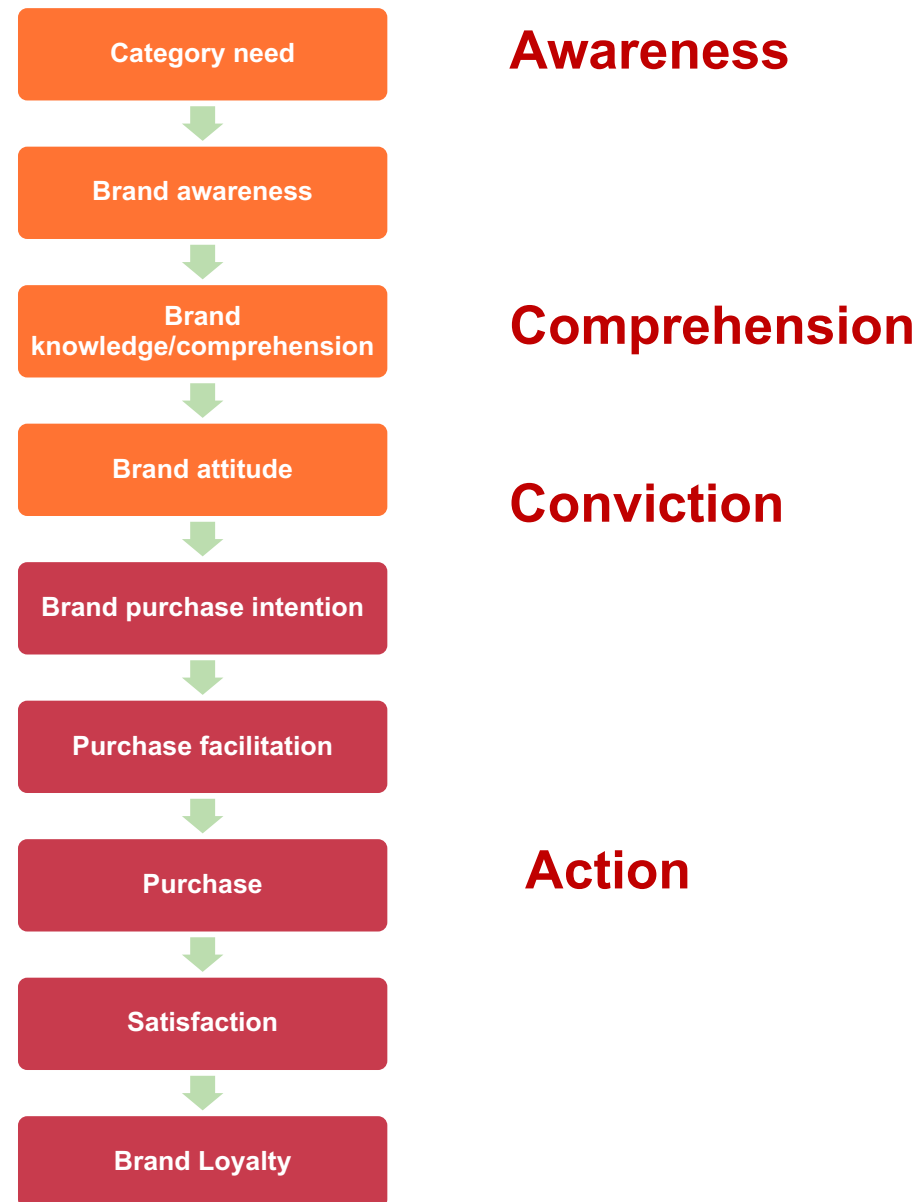 Category need
Awareness
Brand awareness
Brand
knowledge/comprehension
Comprehension
Brand attitude
Conviction
Brand purchase intention
Purchase facilitation
Purchase
Action
Satisfaction
Brand Loyalty